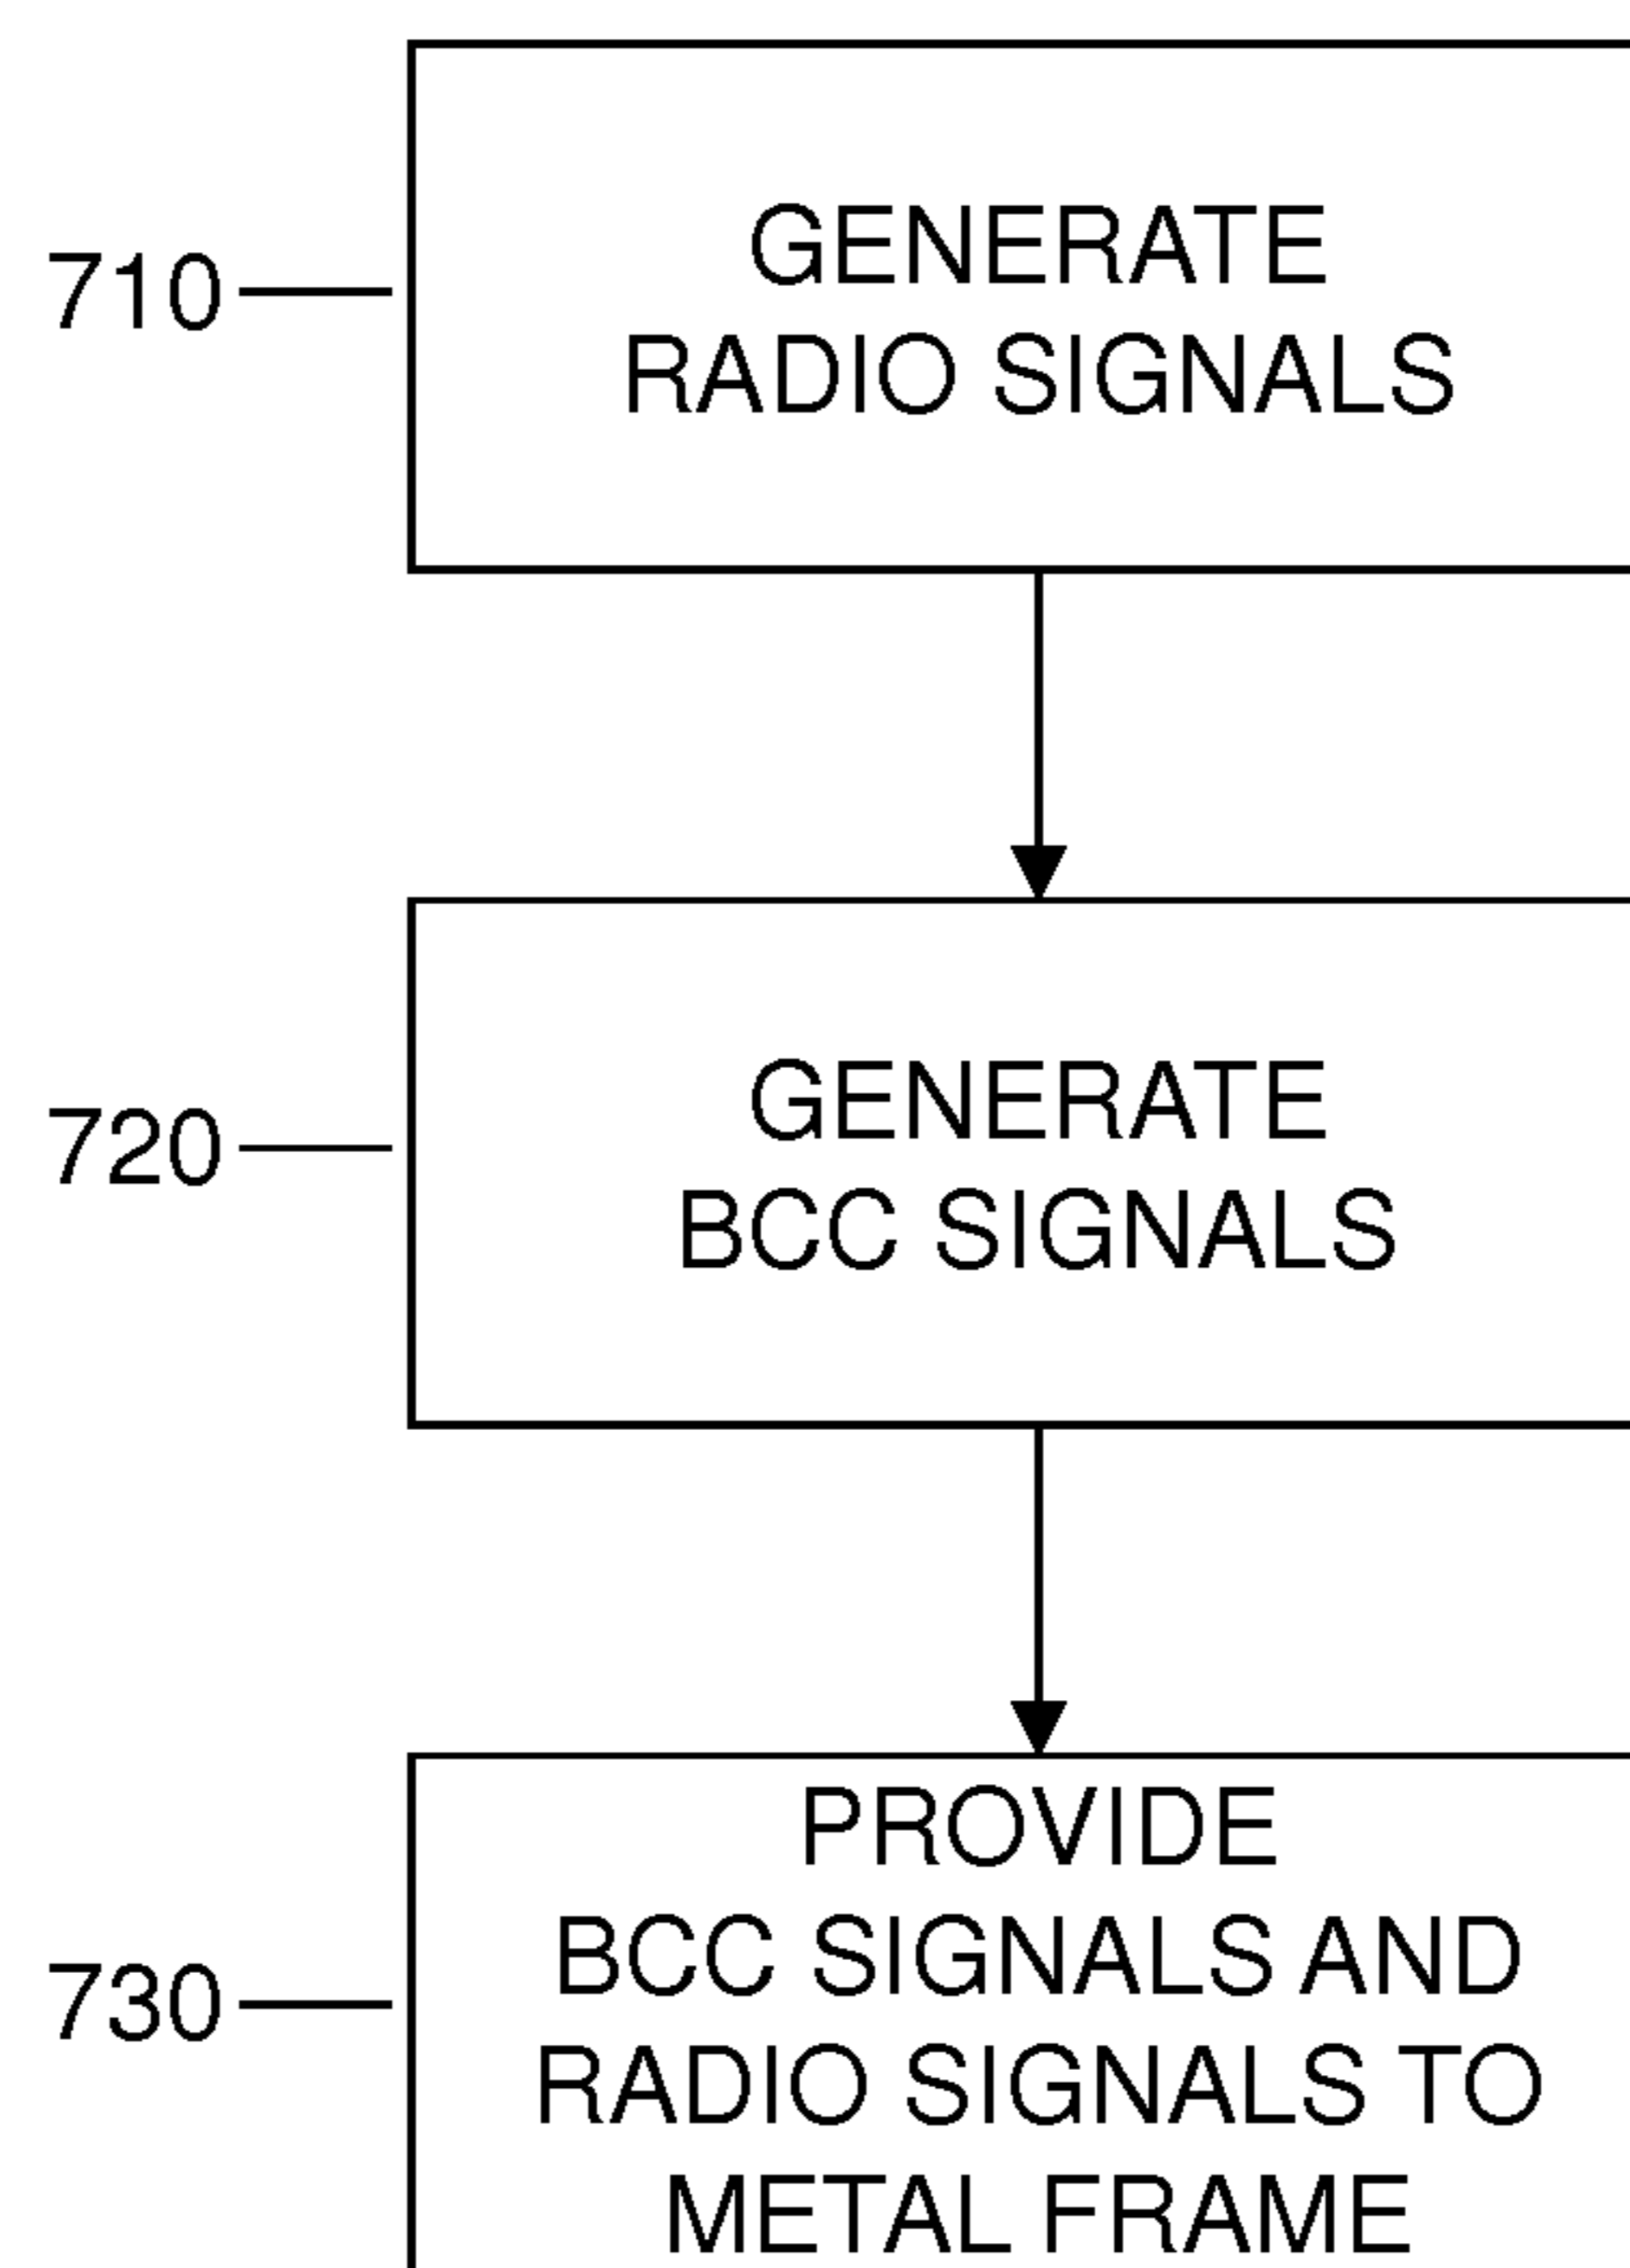 710
GENERATE
RADIO SIGNALS
720
GENERATE
BCC SIGNALS
730
PROVIDE
BCC SIGNALS AND
RADIO SIGNALS TO
METAL FRAME